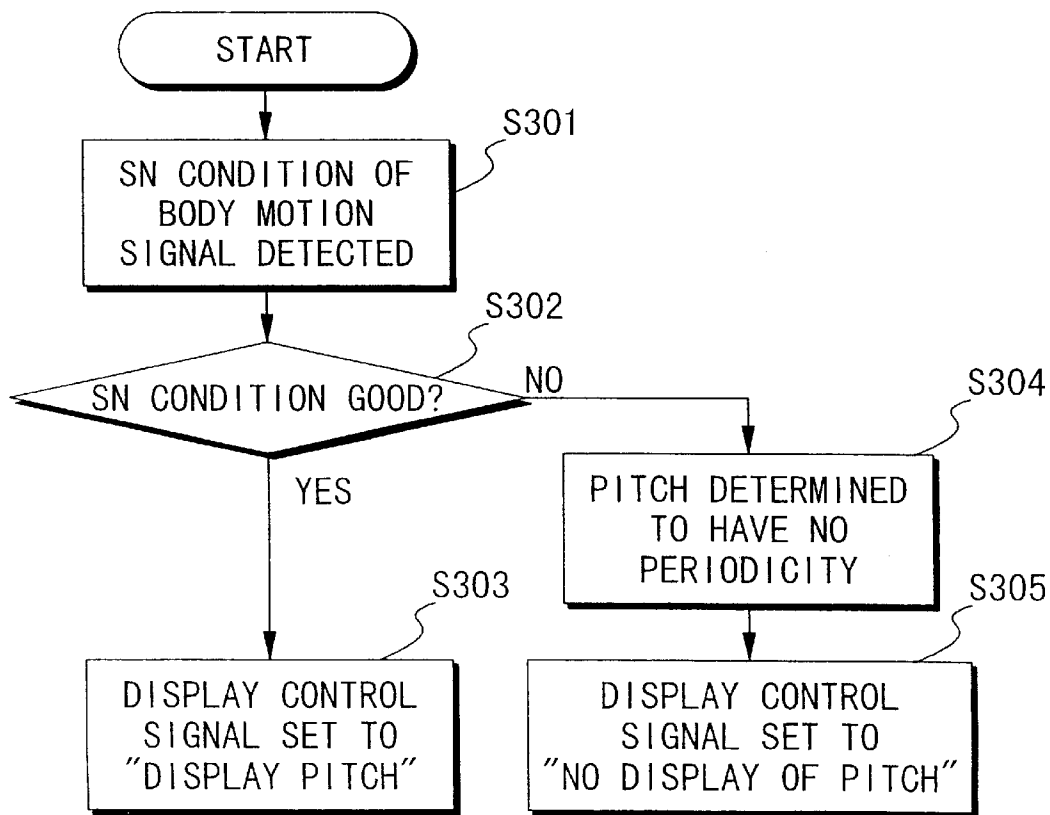 START
S301
SN CONDITION OF
BODY MOTION
SIGNAL DETECTED
S302
SN CONDITION GOOD?
NO
YES
S304
PITCH DETERMINED
TO HAVE NO
PERIODICITY
S303
DISPLAY CONTROL
SIGNAL SET TO
"DISPLAY PITCH"
S305
DISPLAY CONTROL
SIGNAL SET TO
"NO DISPLAY OF PITCH"